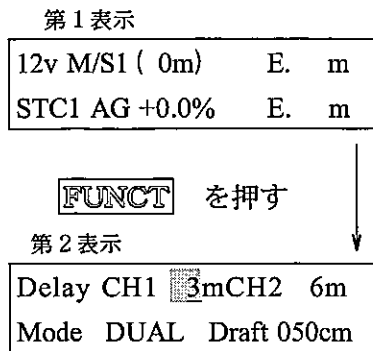 第1表示
12v M/S1 ( 0m) E. m
STC1 AG +0.0% E. m
FUNCT を押す
第2表示
Delay CH1 3mCH2 6m
Mode DUAL Draft 050cm